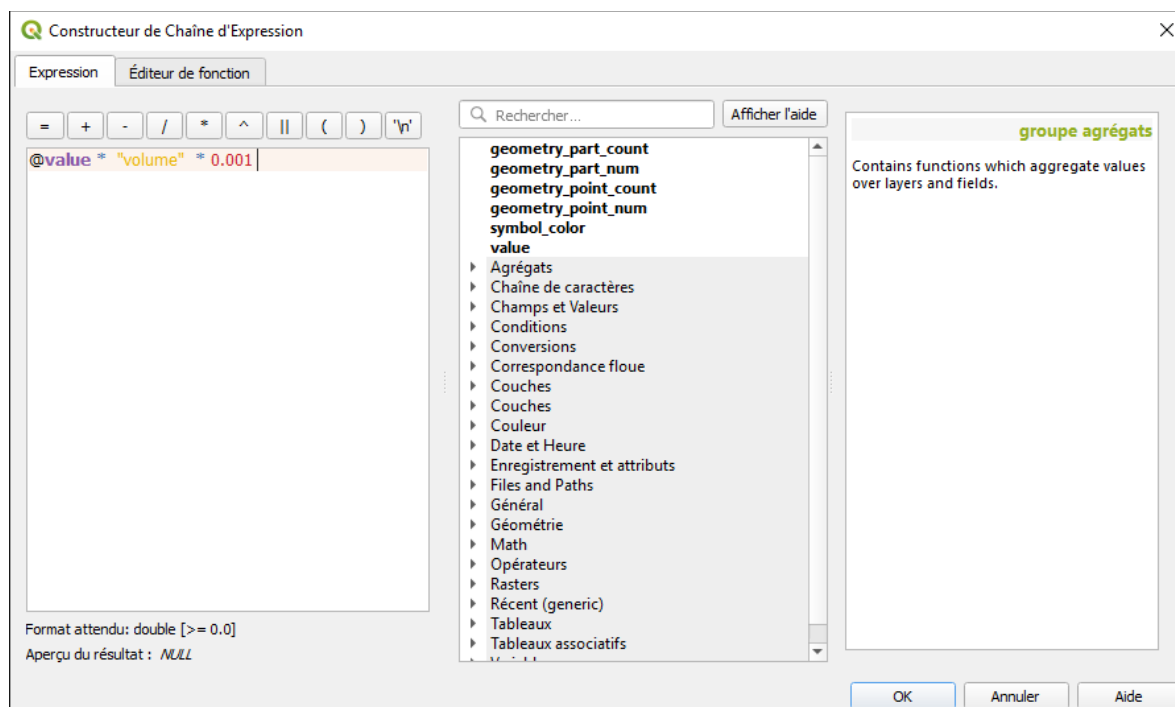 Constructeur de Chaîne d'Expression
Expression
Éditeur de fonction
= + - / * ^ || ( ) '\n'
@value * "volume" * 0.001
Format attendu: double [>= 0.0]
Aperçu du résultat : NULL
Rechercher...
Afficher l'aide
geometry_part_count
geometry_part_num
geometry_point_count
geometry_point_num
symbol_color
value
Agrégats
Chaîne de caractères
Champs et Valeurs
Conditions
Conversions
Correspondance floue
Couches
Couches
Couleur
Date et Heure
Enregistrement et attributs
Files and Paths
Général
Géométrie
Math
Opérateurs
Rasters
Récent (generic)
Tableaux
Tableaux associatifs
groupe agrégats
Contains functions which aggregate values
over layers and fields.
OK
Annuler
Aide